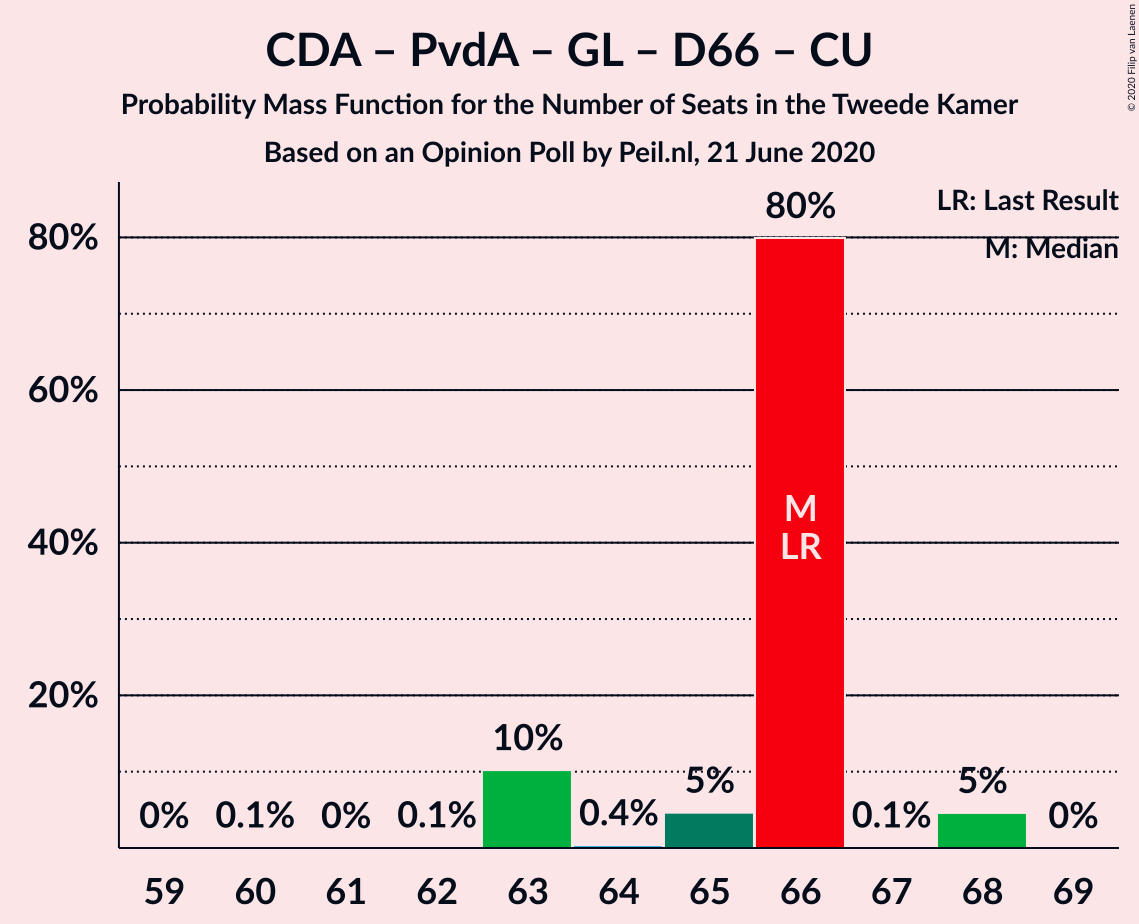 CDA – PvdA – GL – D66 – CU
Probability Mass Function for the Number of Seats in the Tweede Kamer
Based on an Opinion Poll by Peil.nl, 21 June 2020
© 2020 Filip van Laenen
LR: Last Result
M: Median
80%
60%
40%
20%
0%
0.1%
0%
0.1%
10%
0.4%
5%
80%
0.1%
5%
0%
M
LR
59 60 61 62 63 64 65 66 67 68 69